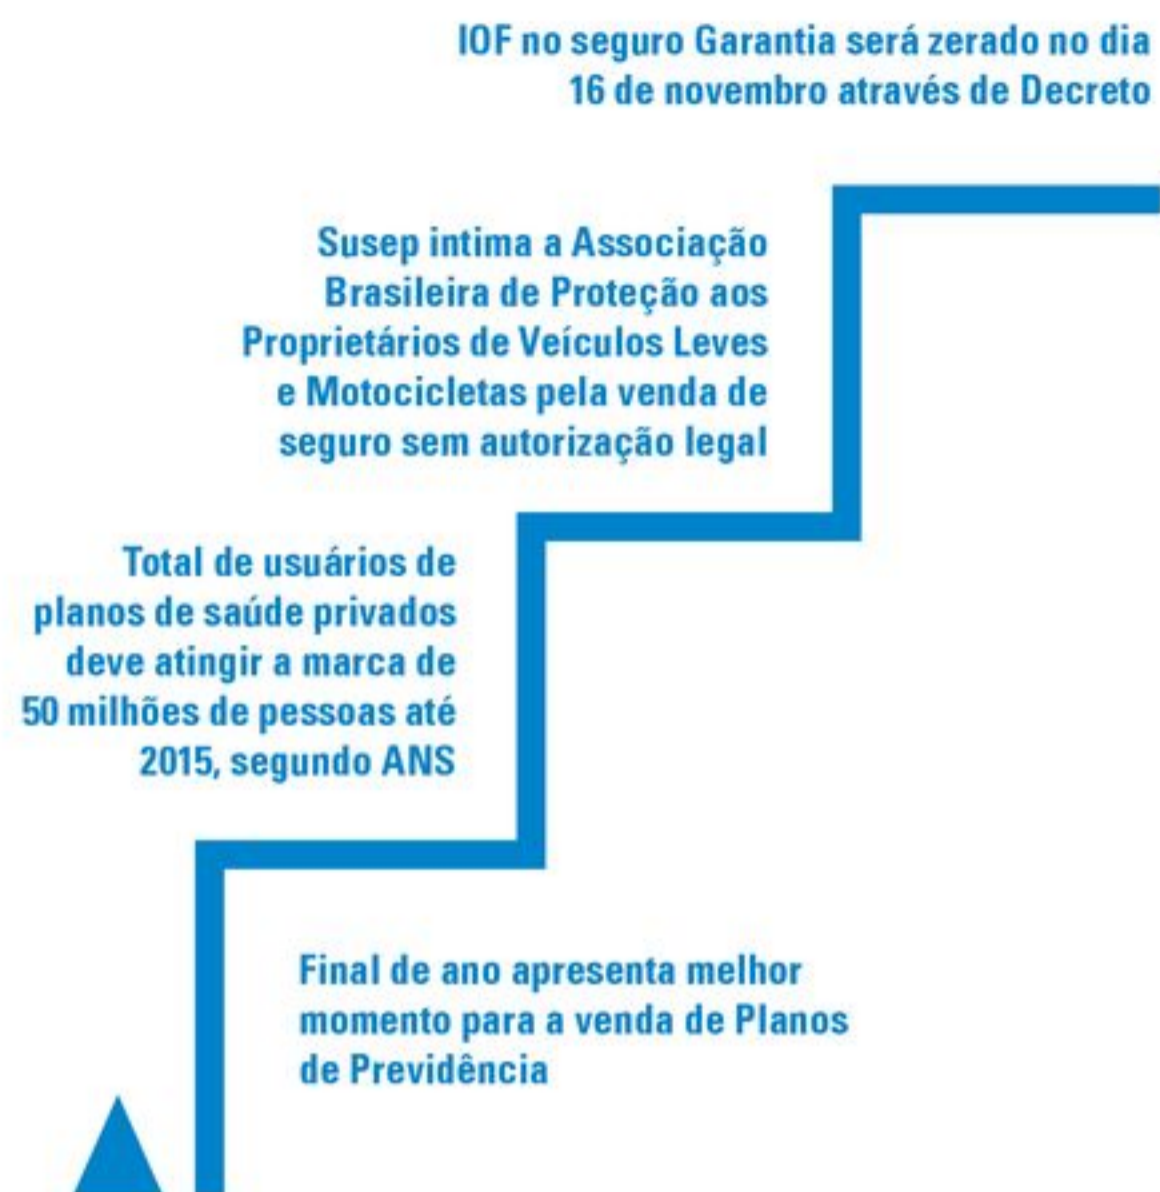 IOF no seguro Garantia será zerado no dia
16 de novembro através de Decreto
Susep intima a Associação
Brasileira de Proteção aos
Proprietários de Veículos Leves
e Motocicletas pela venda de
seguro sem autorização legal
Total de usuários de
planos de saúde privados
deve atingir a marca de
50 milhões de pessoas até
2015, segundo ANS
Final de ano apresenta melhor
momento para a venda de Planos
de Previdência